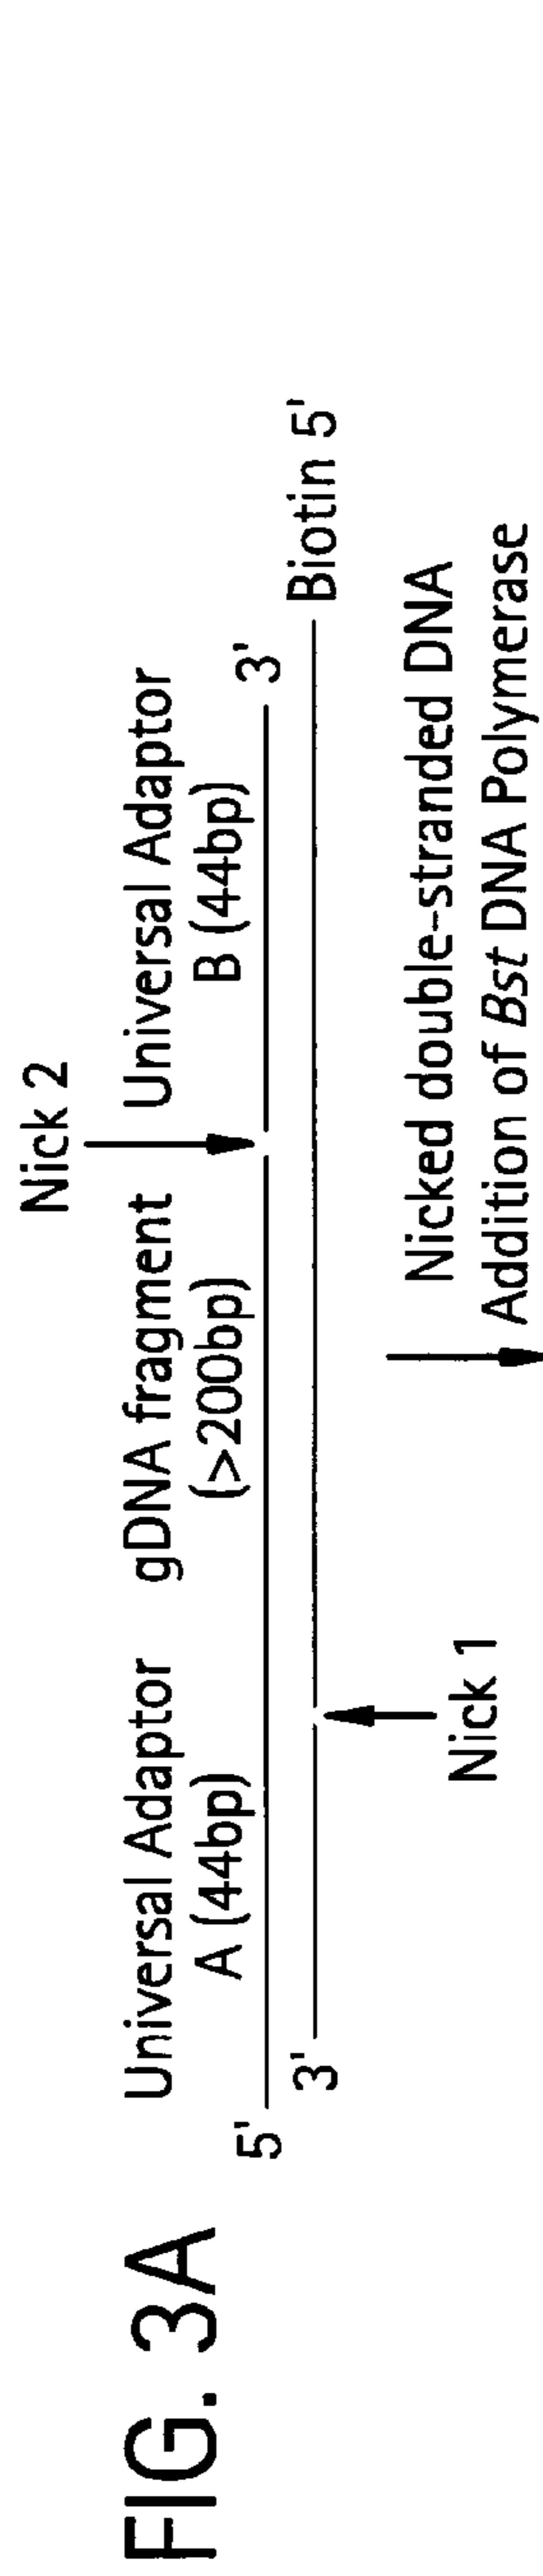 FIG. 3A
Nick 2
Universal Adaptor
A (44bp)
gDNA fragment
(>200bp)
Universal Adaptor
B (44bp)
5'
3'
3'
Biotin 5'
Nick 1
Nicked double-stranded DNA
Addition of Bst DNA Polymerase